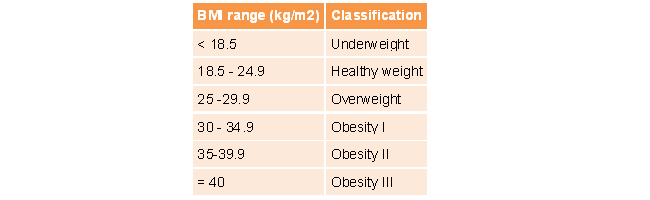 BMI range (kg/m2) Classification
< 18.5 Underweight
18.5 - 24.9 Healthy weight
25 -29.9 Overweight
30 - 34.9 Obesity I
35-39.9 Obesity II
= 40 Obesity III